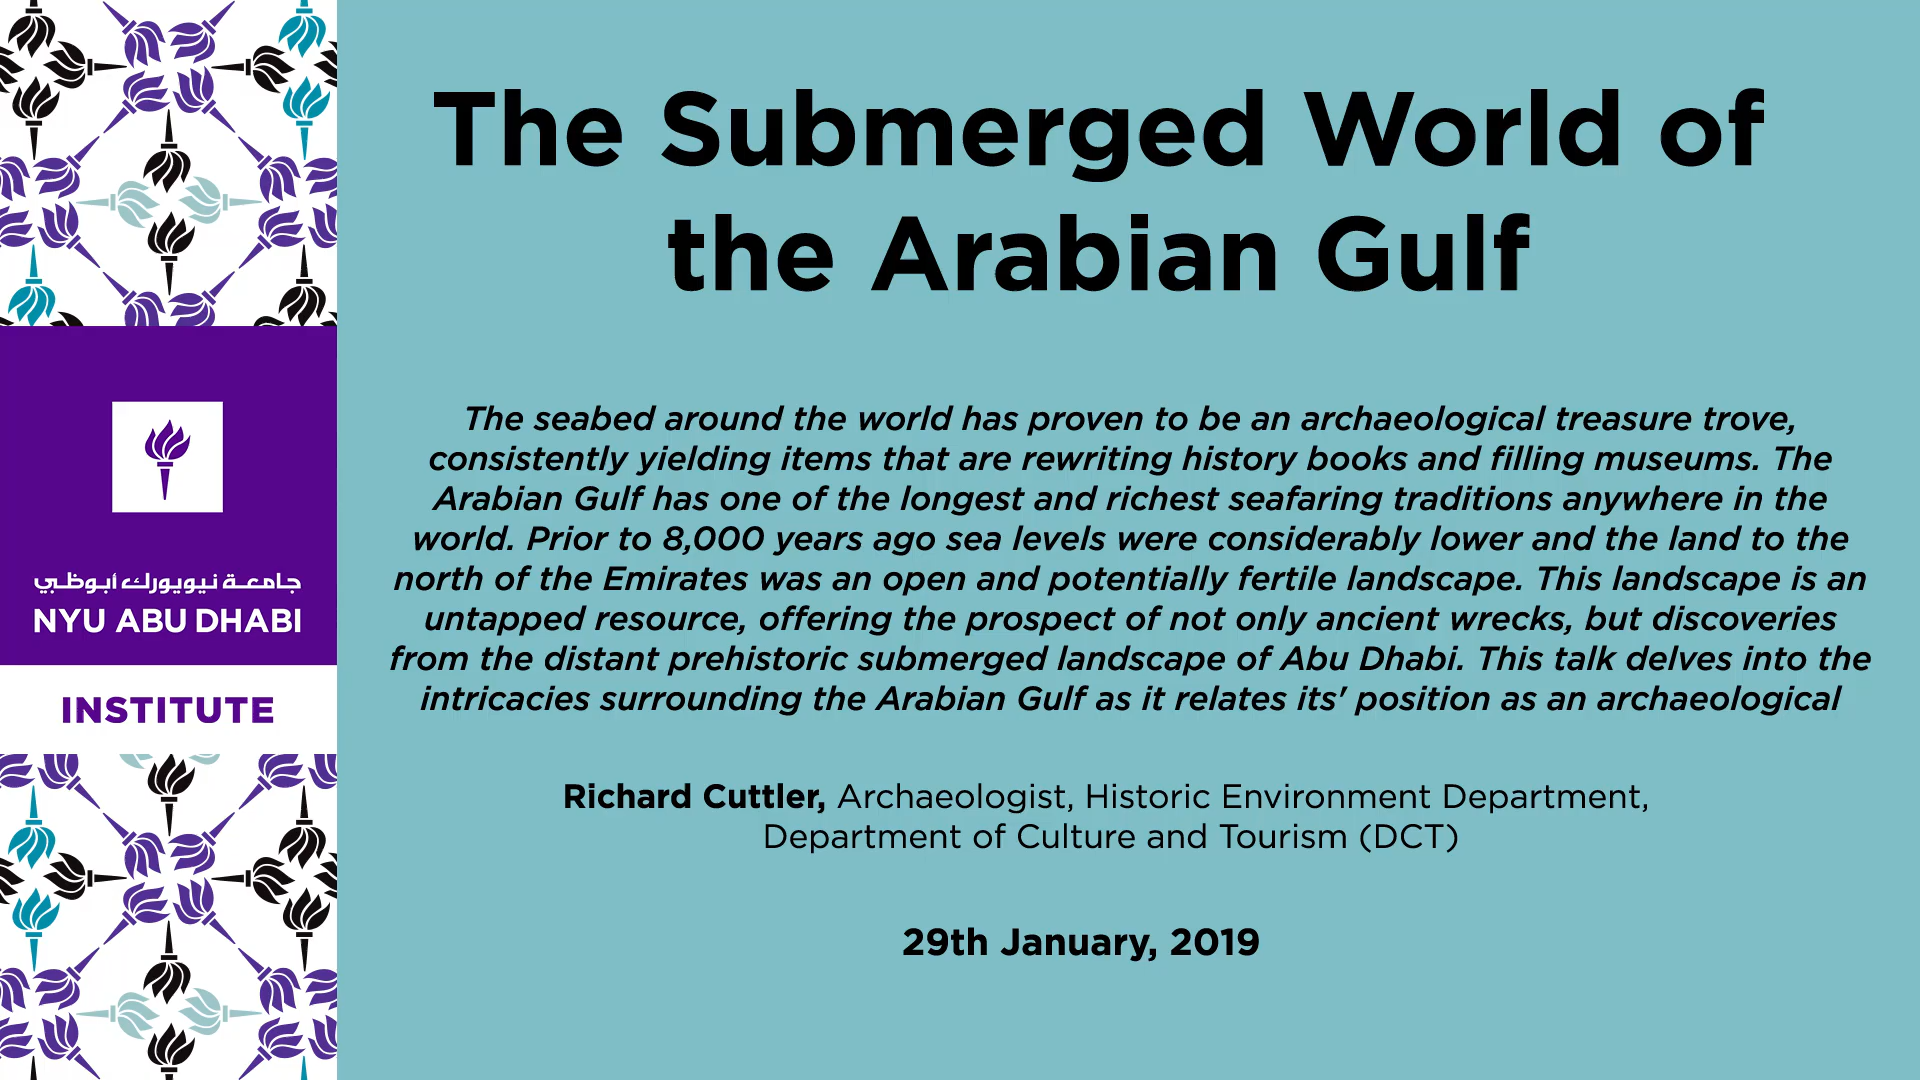 The Submerged World of
the Arabian Gulf
The seabed around the world has proven to be an archaeological treasure trove,
consistently yielding items that are rewriting history books and filling museums. The
Arabian Gulf has one of the longest and richest seafaring traditions anywhere in the
world. Prior to 8,000 years ago sea levels were considerably lower and the land to the
north of the Emirates was an open and potentially fertile landscape. This landscape is an
untapped resource, offering the prospect of not only ancient wrecks, but discoveries
from the distant prehistoric submerged landscape of Abu Dhabi. This talk delves into the
intricacies surrounding the Arabian Gulf as it relates its' position as an archaeological
Richard Cuttler, Archaeologist, Historic Environment Department,
Department of Culture and Tourism (DCT)
29th January, 2019
جامعة نيويورك أبوظبي
NYU ABU DHABI
INSTITUTE